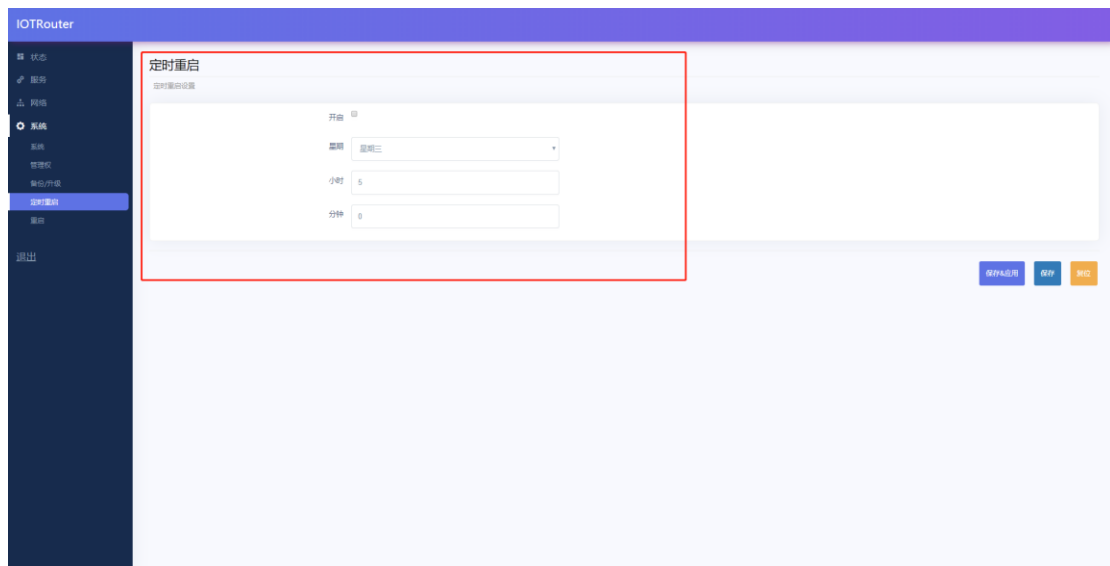 IOTRouter
状态
服务
网络
系统
系统
管理权
备份/升级
定时重启
重启
退出
定时重启
定时重启设置
开启
星期 星期三
小时 5
分钟 0
保存&应用 保存 复位